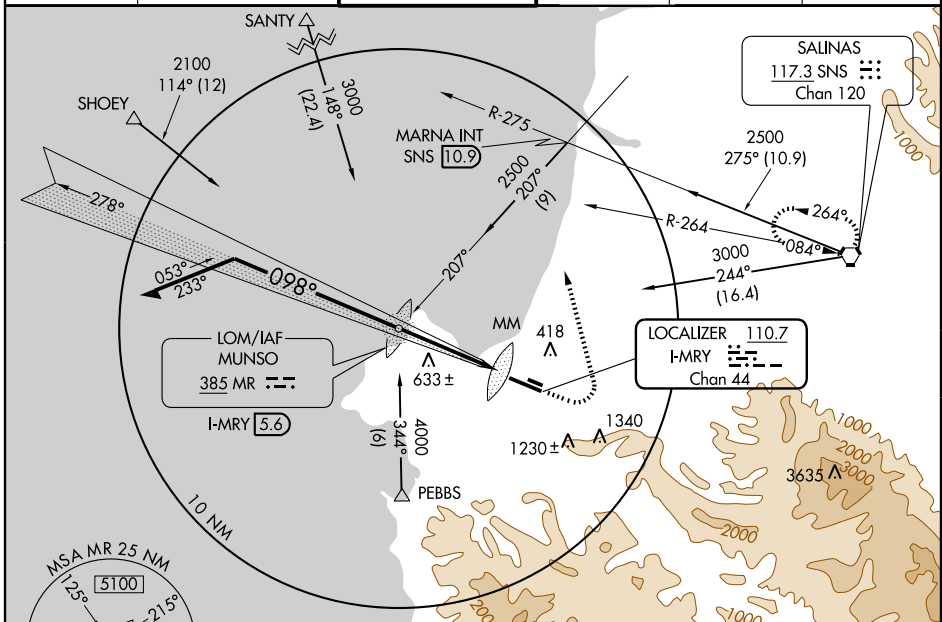 SANTY
2100
114° (12)
3000
148°
(22.4)
SHOEY
MARNA INT
SNS 10.9
R-275
2500
207°
(9)
SALINAS
117.3 SNS
Chan 120
1000
2500
275° (10.9)
264°
R-264
084°
3000
244°
(16.4)
278°
207°
053°
233°
098°
LOM/IAF
MUNSO
385 MR
I-MRY 5.6
MM
418
633 ±
LOCALIZER 110.7
I-MRY
Chan 44
4000
344°
(6)
PEBBS
1230 ±
1340
1000
2000
3000
3635
2000
10 NM
MSA MR 25 NM
5100
125°
215°
1000